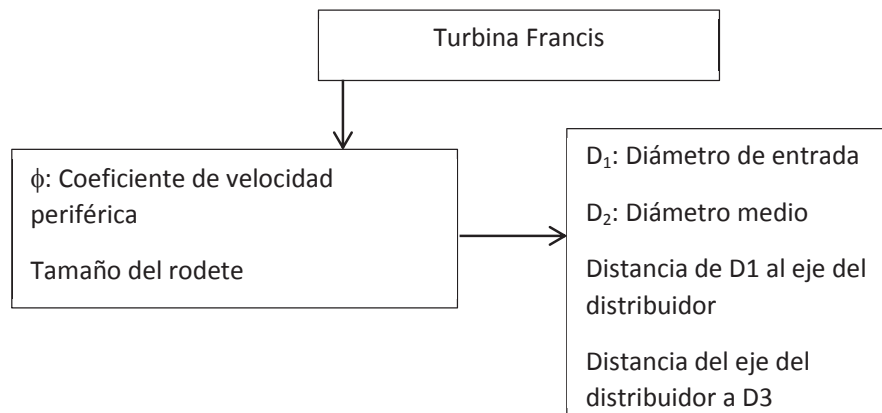 Turbina Francis
ϕ: Coeficiente de velocidad
periférica
Tamaño del rodete
D₁: Diámetro de entrada
D₂: Diámetro medio
Distancia de D1 al eje del
distribuidor
Distancia del eje del
distribuidor a D3